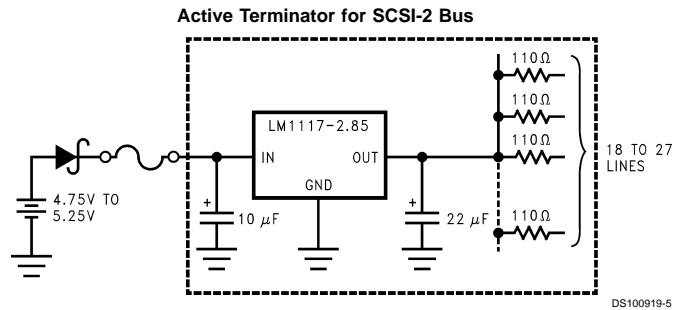 Active Terminator for SCSI-2 Bus
110Ω
110Ω
110Ω
110Ω
LM1117-2.85
IN
OUT
GND
18 TO 27
LINES
4.75V TO
5.25V
+
10 μF
+
22 μF
DS100919-5